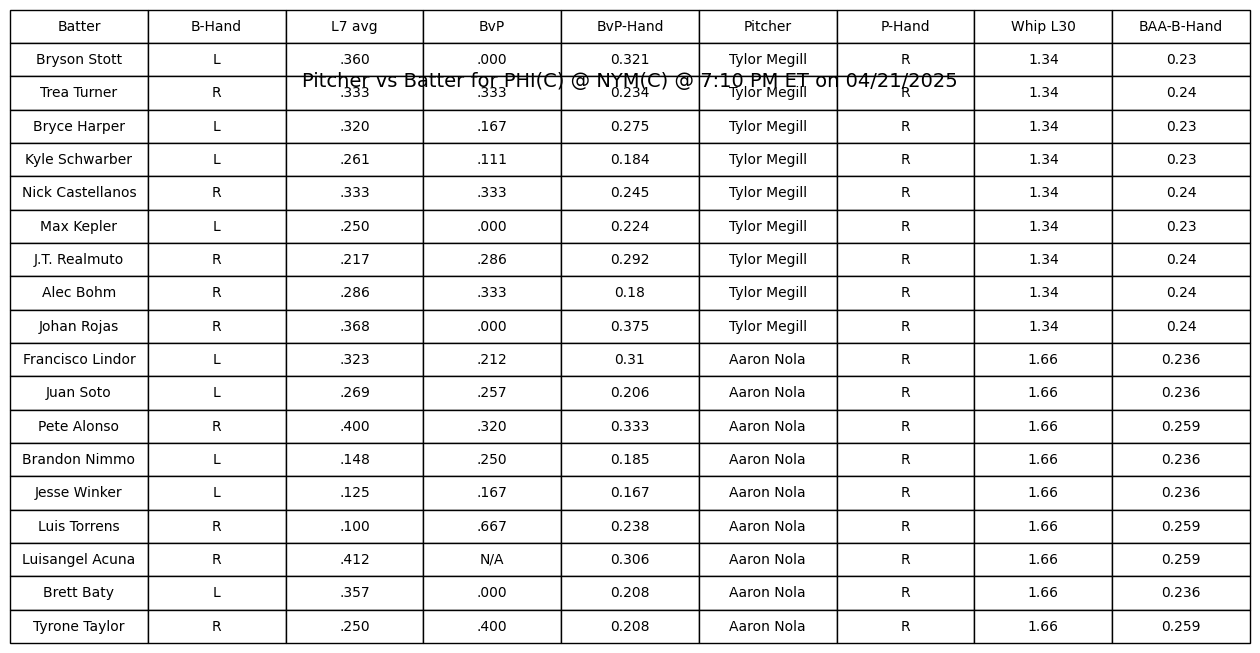 Batter B-Hand L7 avg BvP BvP-Hand Pitcher P-Hand Whip L30 BAA-B-Hand
Bryson Stott L .360 .000 0.321 Tylor Megill R 1.34 0.23
Pitcher vs Batter for PHI(C) @ NYM(C) @ 7:10 PM ET on 04/21/2025
Trea Turner R .333 .333 0.234 Tylor Megill R 1.34 0.24
Bryce Harper L .320 .167 0.275 Tylor Megill R 1.34 0.23
Kyle Schwarber L .261 .111 0.184 Tylor Megill R 1.34 0.23
Nick Castellanos R .333 .333 0.245 Tylor Megill R 1.34 0.24
Max Kepler L .250 .000 0.224 Tylor Megill R 1.34 0.23
J.T. Realmuto R .217 .286 0.292 Tylor Megill R 1.34 0.24
Alec Bohm R .286 .333 0.18 Tylor Megill R 1.34 0.24
Johan Rojas R .368 .000 0.375 Tylor Megill R 1.34 0.24
Francisco Lindor L .323 .212 0.31 Aaron Nola R 1.66 0.236
Juan Soto L .269 .257 0.206 Aaron Nola R 1.66 0.236
Pete Alonso R .400 .320 0.333 Aaron Nola R 1.66 0.259
Brandon Nimmo L .148 .250 0.185 Aaron Nola R 1.66 0.236
Jesse Winker L .125 .167 0.167 Aaron Nola R 1.66 0.236
Luis Torrens R .100 .667 0.238 Aaron Nola R 1.66 0.259
Luisangel Acuna R .412 N/A 0.306 Aaron Nola R 1.66 0.259
Brett Baty L .357 .000 0.208 Aaron Nola R 1.66 0.236
Tyrone Taylor R .250 .400 0.208 Aaron Nola R 1.66 0.259